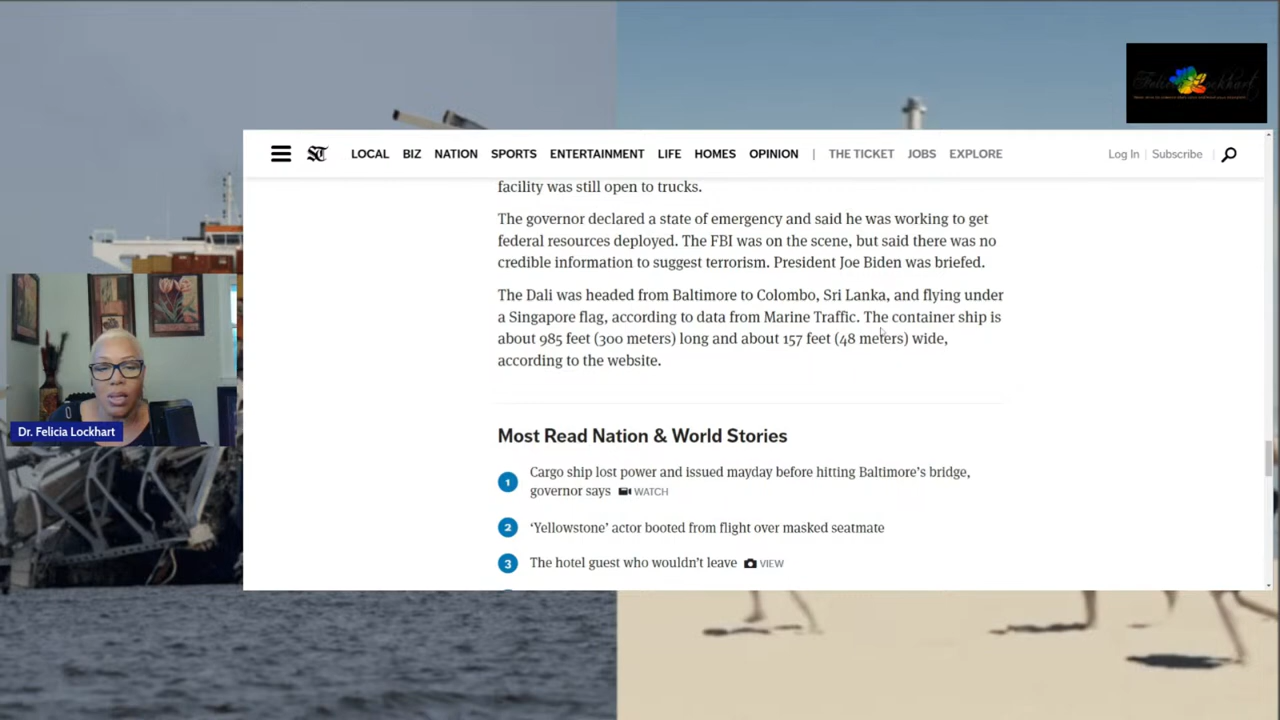 LOCAL BIZ NATION SPORTS ENTERTAINMENT LIFE HOMES OPINION | THE TICKET JOBS EXPLORE Log In Subscribe
facility was still open to trucks.
The governor declared a state of emergency and said he was working to get
federal resources deployed. The FBI was on the scene, but said there was no
credible information to suggest terrorism. President Joe Biden was briefed.
The Dali was headed from Baltimore to Colombo, Sri Lanka, and flying under
a Singapore flag, according to data from Marine Traffic. The container ship is
about 985 feet (300 meters) long and about 157 feet (48 meters) wide,
according to the website.
Dr. Felicia Lockhart
Most Read Nation & World Stories
1 Cargo ship lost power and issued mayday before hitting Baltimore's bridge,
governor says WATCH
2 ‘Yellowstone’ actor booted from flight over masked seatmate
3 The hotel guest who wouldn't leave VIEW